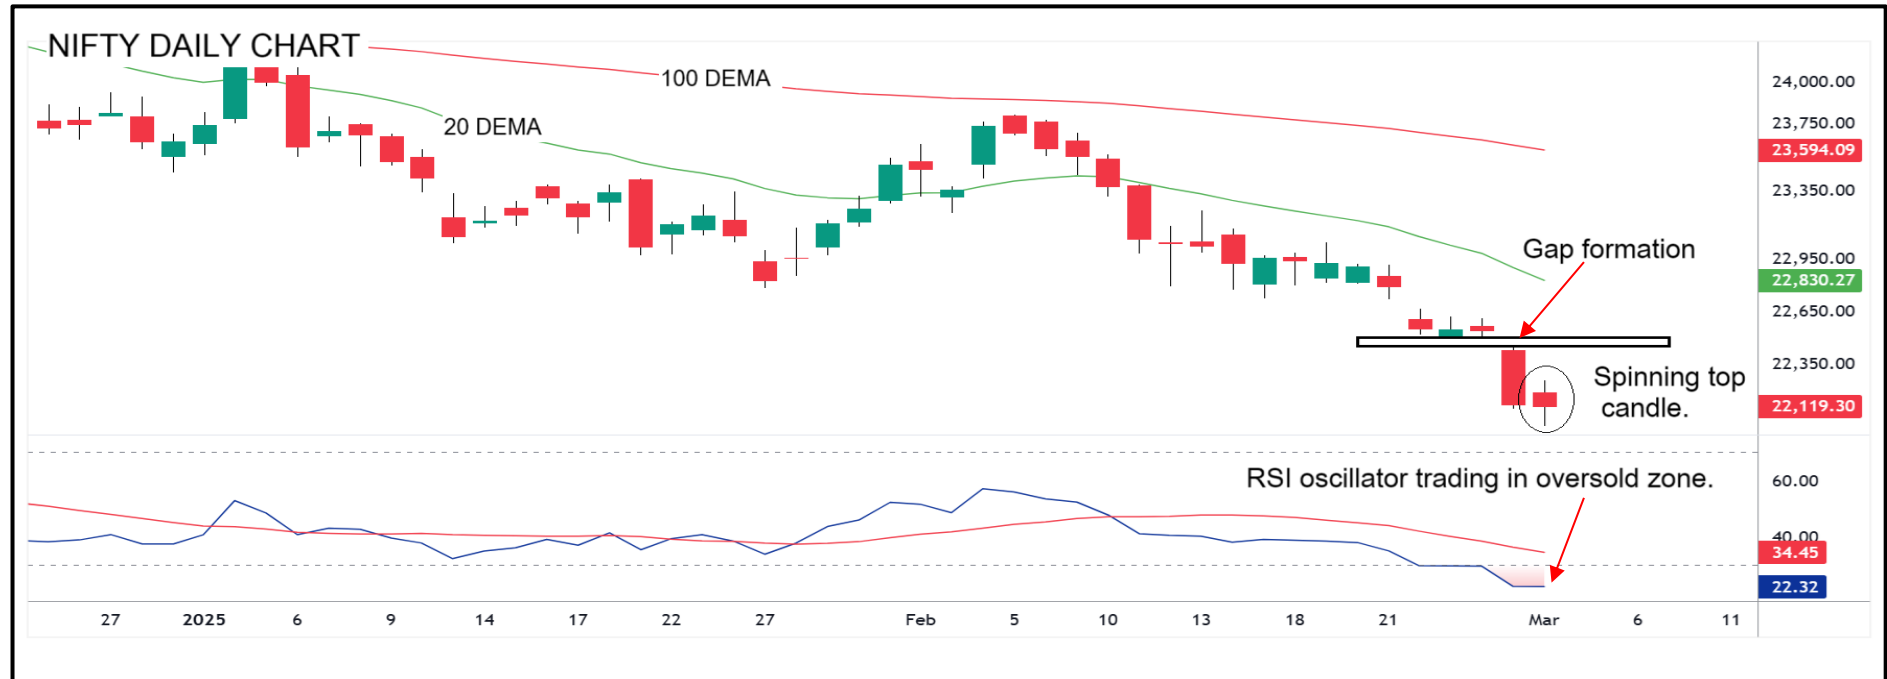 NIFTY DAILY CHART
100 DEMA
20 DEMA
24,000.00
23,750.00
23,594.09
23,350.00
Gap formation
22,950.00
22,830.27
22,650.00
22,350.00
Spinning top
candle.
22,119.30
RSI oscillator trading in oversold zone.
60.00
40.00
34.45
22.32
27 2025 6 9 14 17 22 27 Feb 5 10 13 18 21 Mar 6 11